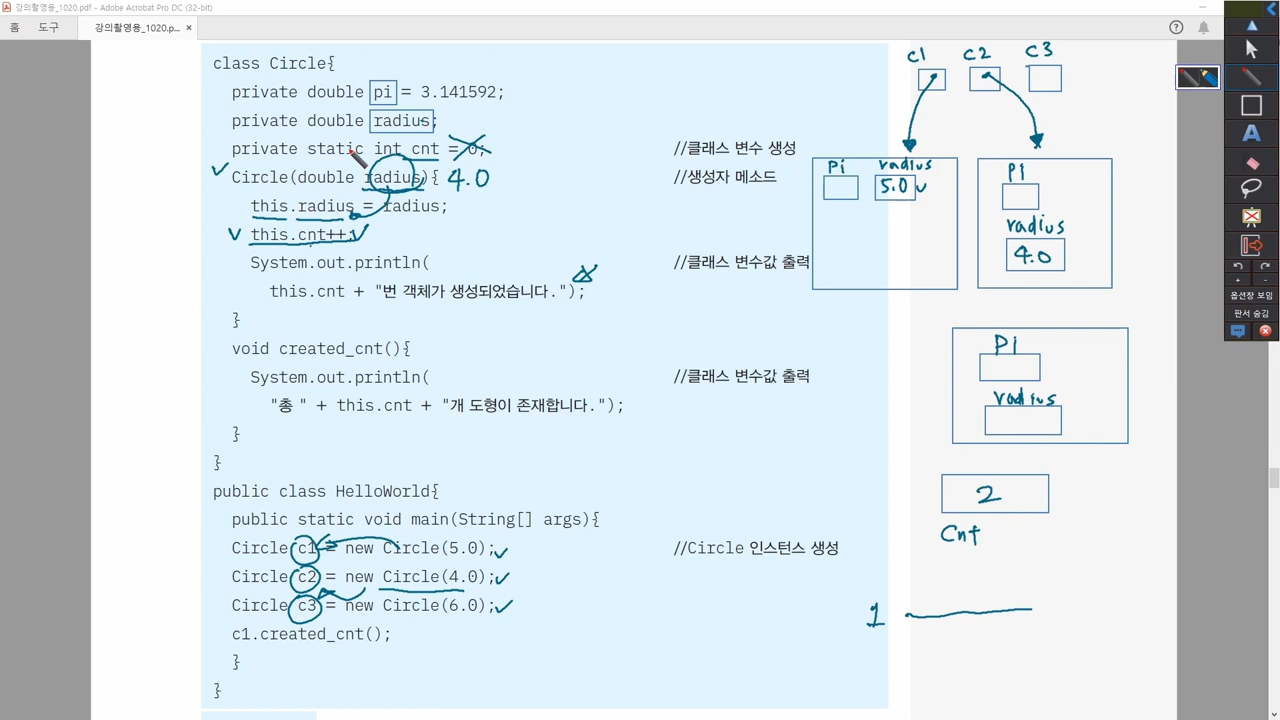 강의촬영용_1020.pdf - Adobe Acrobat Pro DC (32-bit)
홈 도구 강의촬영용_1020.p... ×
class Circle{
private double pi = 3.141592;
private double radius;
private static int cnt = 0; //클래스 변수 생성
Circle(double radius){ 4.0 //생성자 메소드
this.radius = radius;
this.cnt++;
System.out.println( //클래스 변수값 출력
this.cnt + "번 객체가 생성되었습니다.");
}
void created_cnt(){
System.out.println( //클래스 변수값 출력
"총 " + this.cnt + "개 도형이 존재합니다.");
}
}
public class HelloWorld{
public static void main(String[] args){
Circle c1 = new Circle(5.0); //Circle 인스턴스 생성
Circle c2 = new Circle(4.0);
Circle c3 = new Circle(6.0);
c1.created_cnt();
}
}
c1 c2 c3
Pi radius
5.0
Pi
radius
4.0
Pi
radius
2
Cnt
1
옵션창 보임
판서 숨김